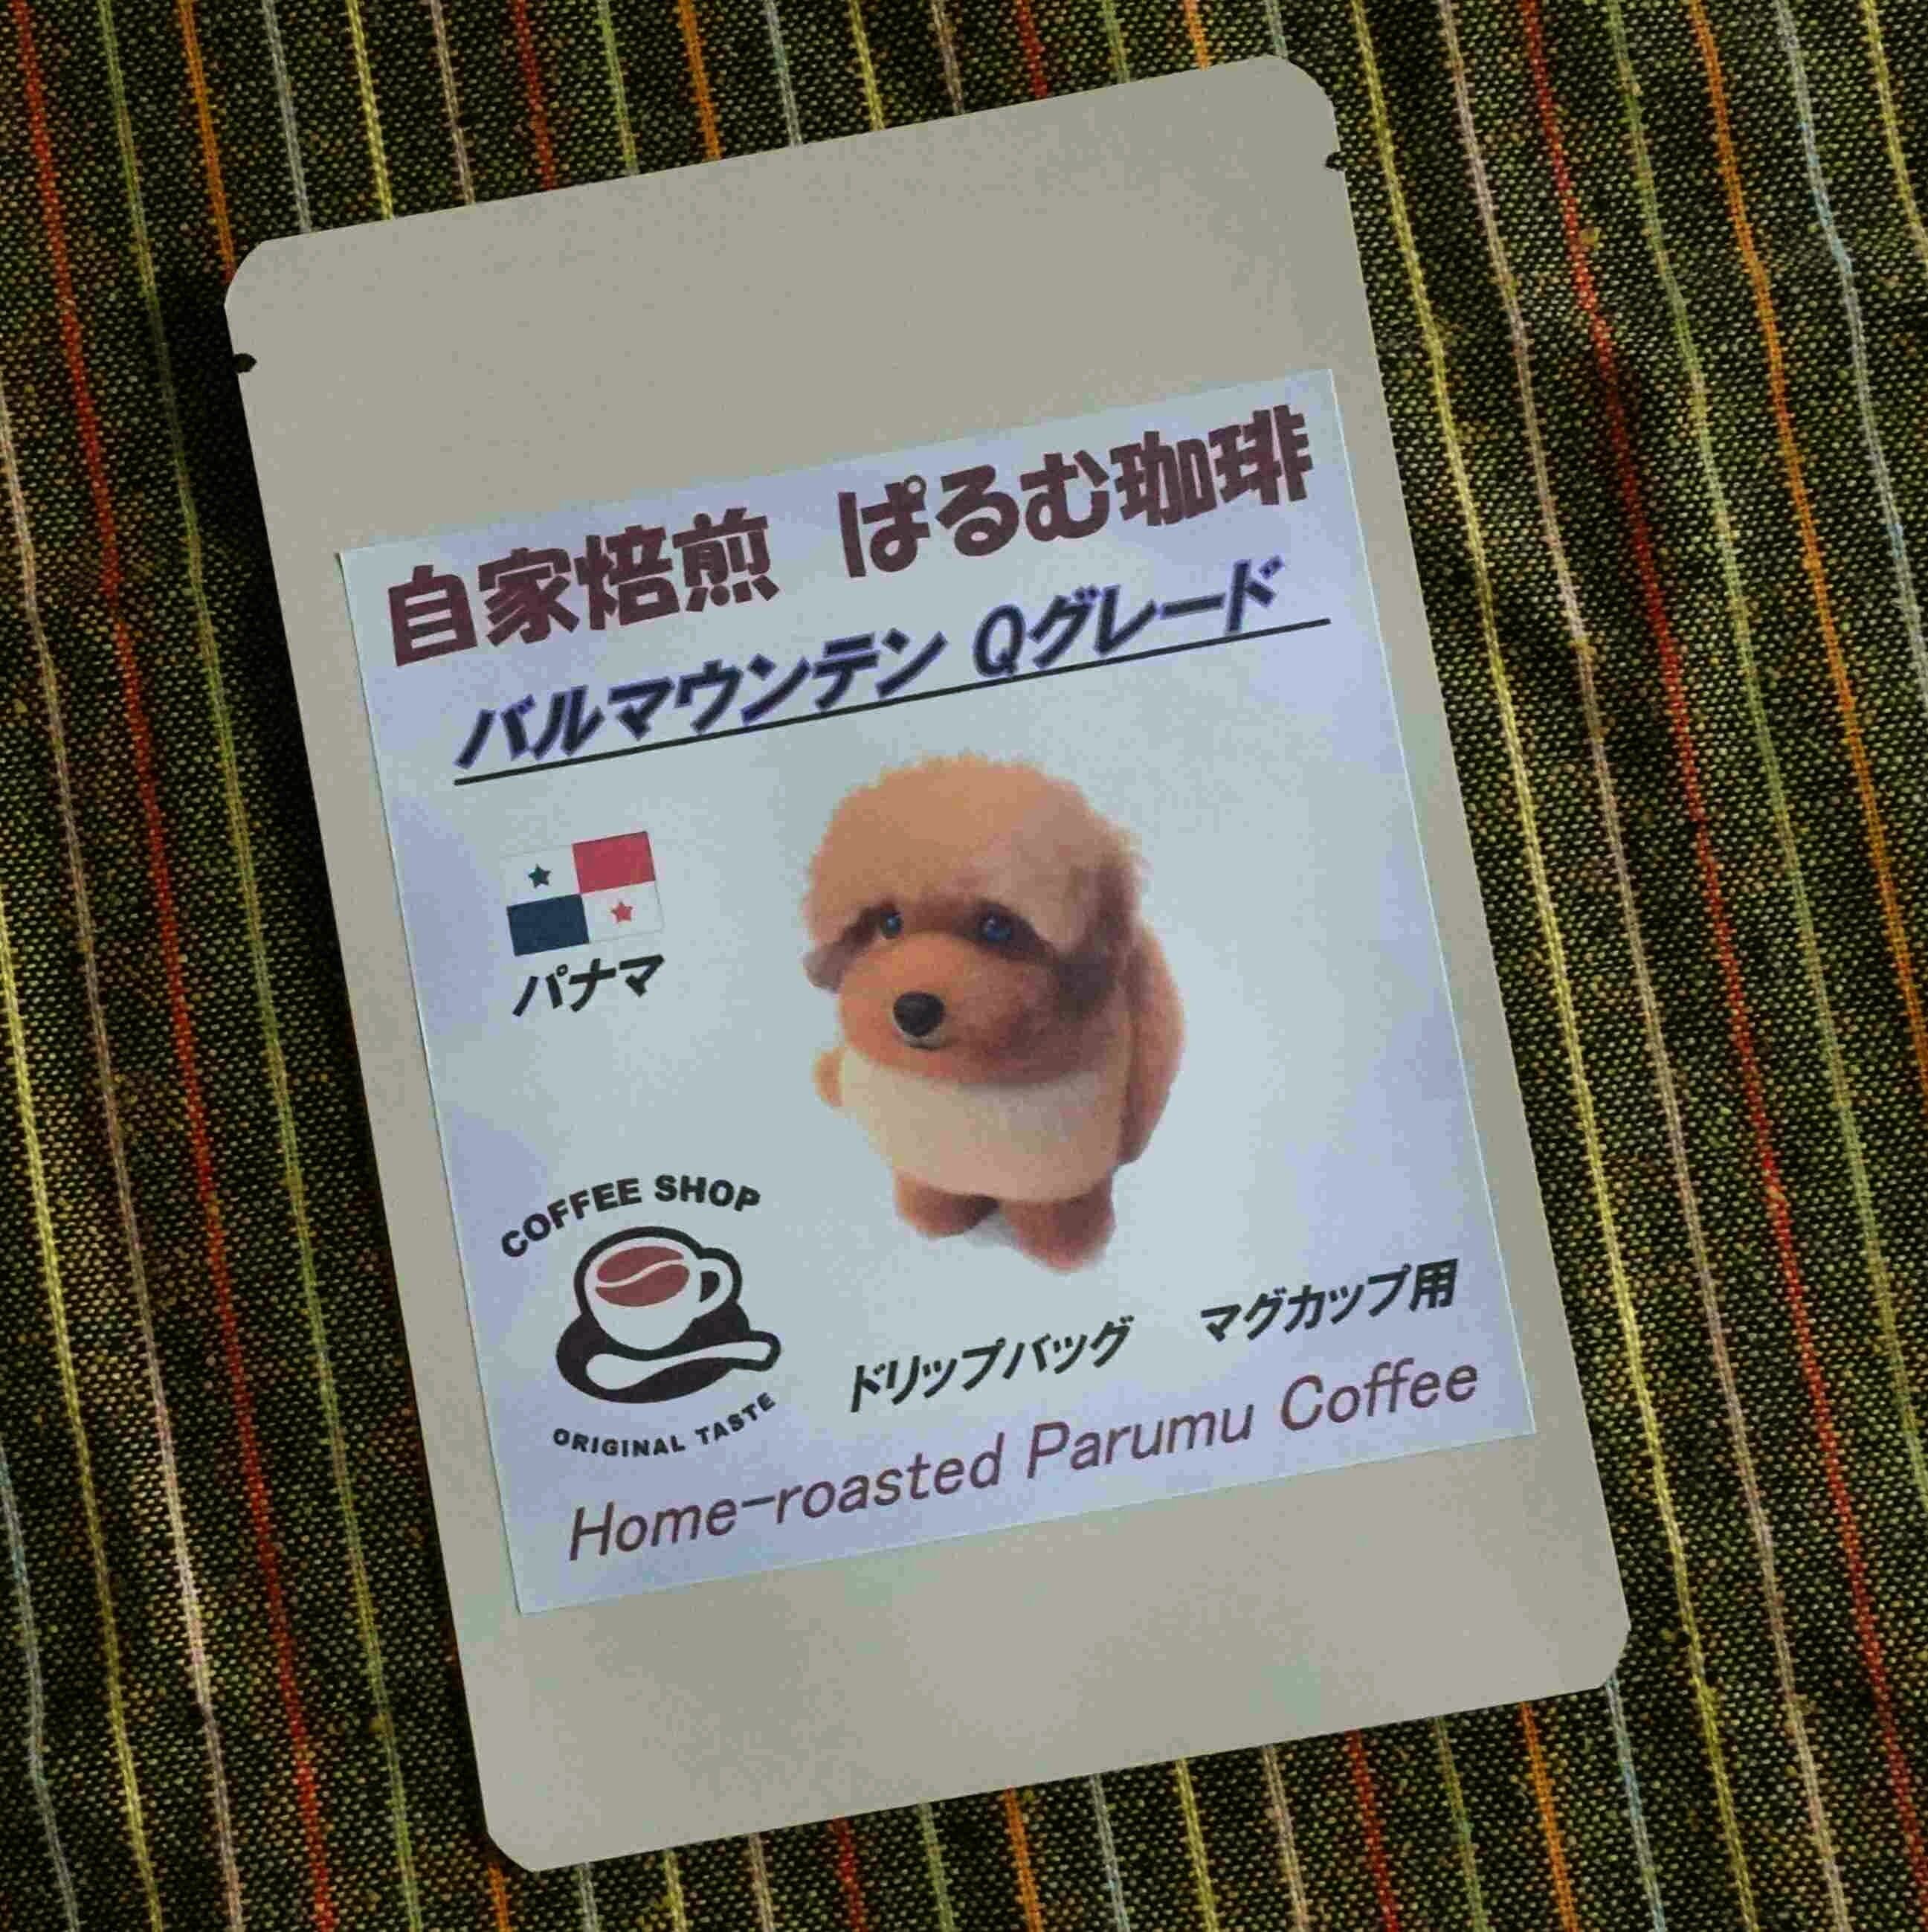 自家焙煎 ぱるむ珈琲
バルマウンテン Qグレード
パナマ
COFFEE SHOP
ORIGINAL TASTE
ドリップバッグ マグカップ用
Home-roasted Parumu Coffee